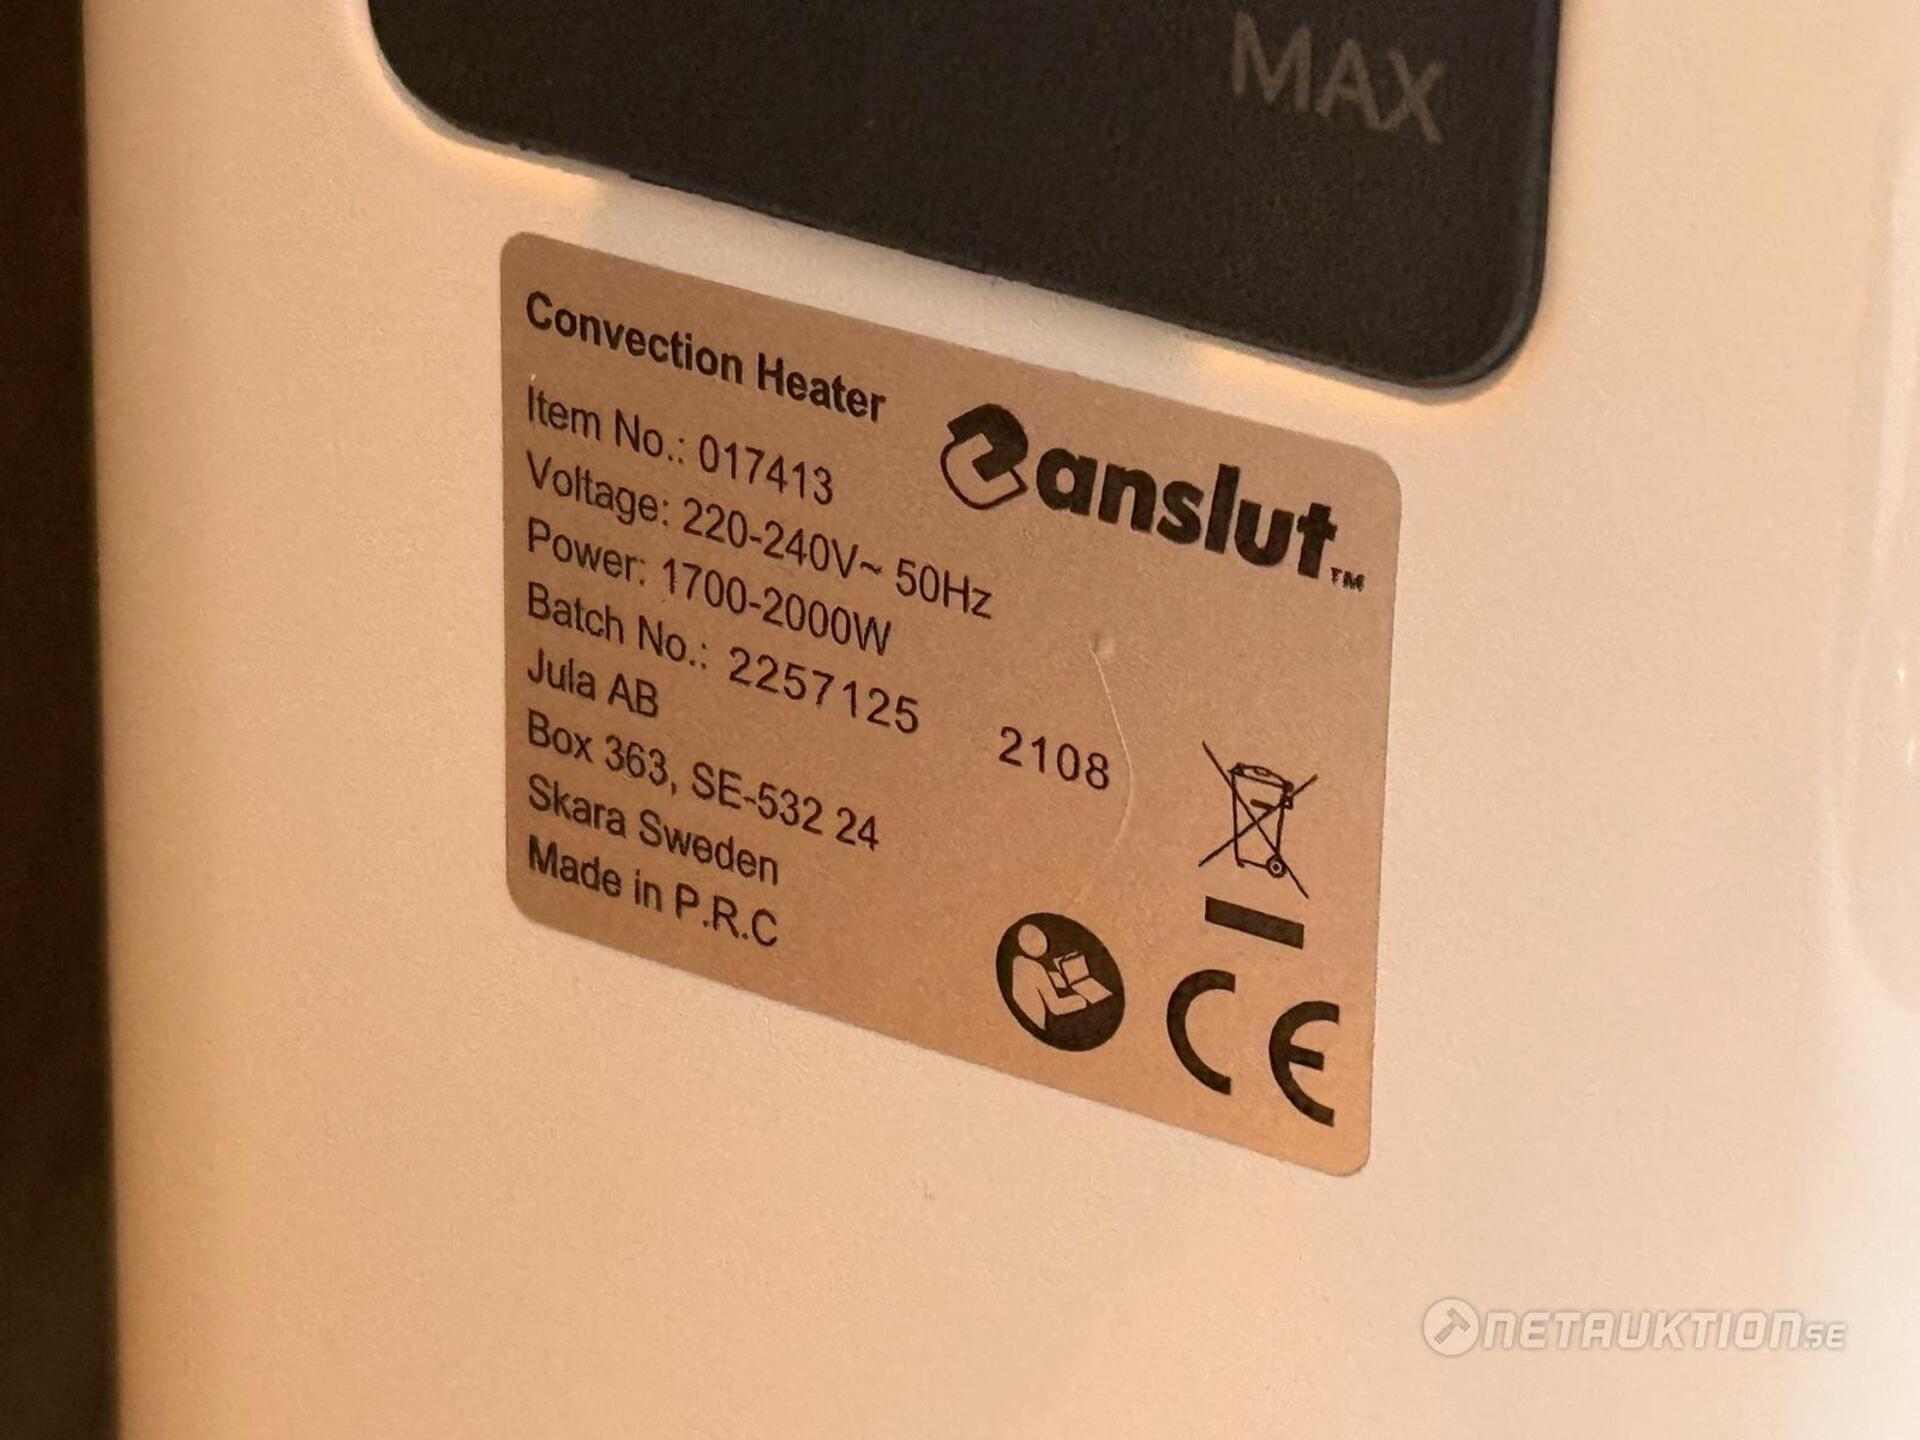 MAX
Convection Heater
anslut™
Item No.: 017413
Voltage: 220-240V~ 50Hz
Power: 1700-2000W
Batch No.: 2257125 2108
Jula AB
Box 363, SE-532 24
Skara Sweden
Made in P.R.C
CE
NETAUKTION.SE